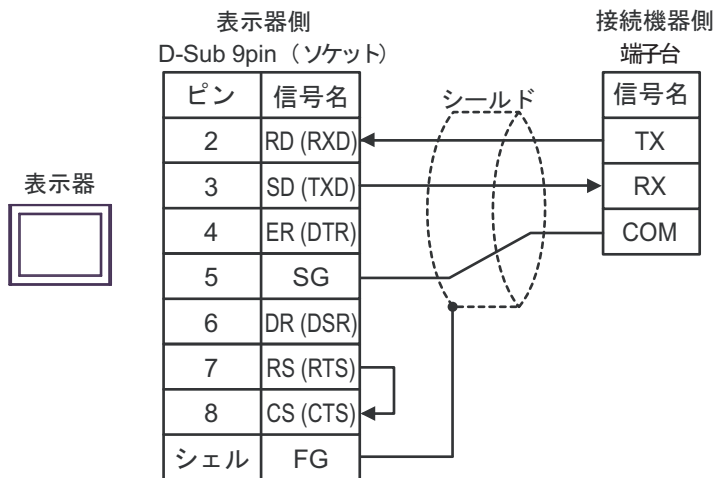 表示器側
D-Sub 9pin（ソケット）
接続機器側
端子台
ピン 信号名
シールド
信号名
2 RD (RXD)
TX
表示器
3 SD (TXD)
RX
4 ER (DTR)
COM
5 SG
6 DR (DSR)
7 RS (RTS)
8 CS (CTS)
シェル FG